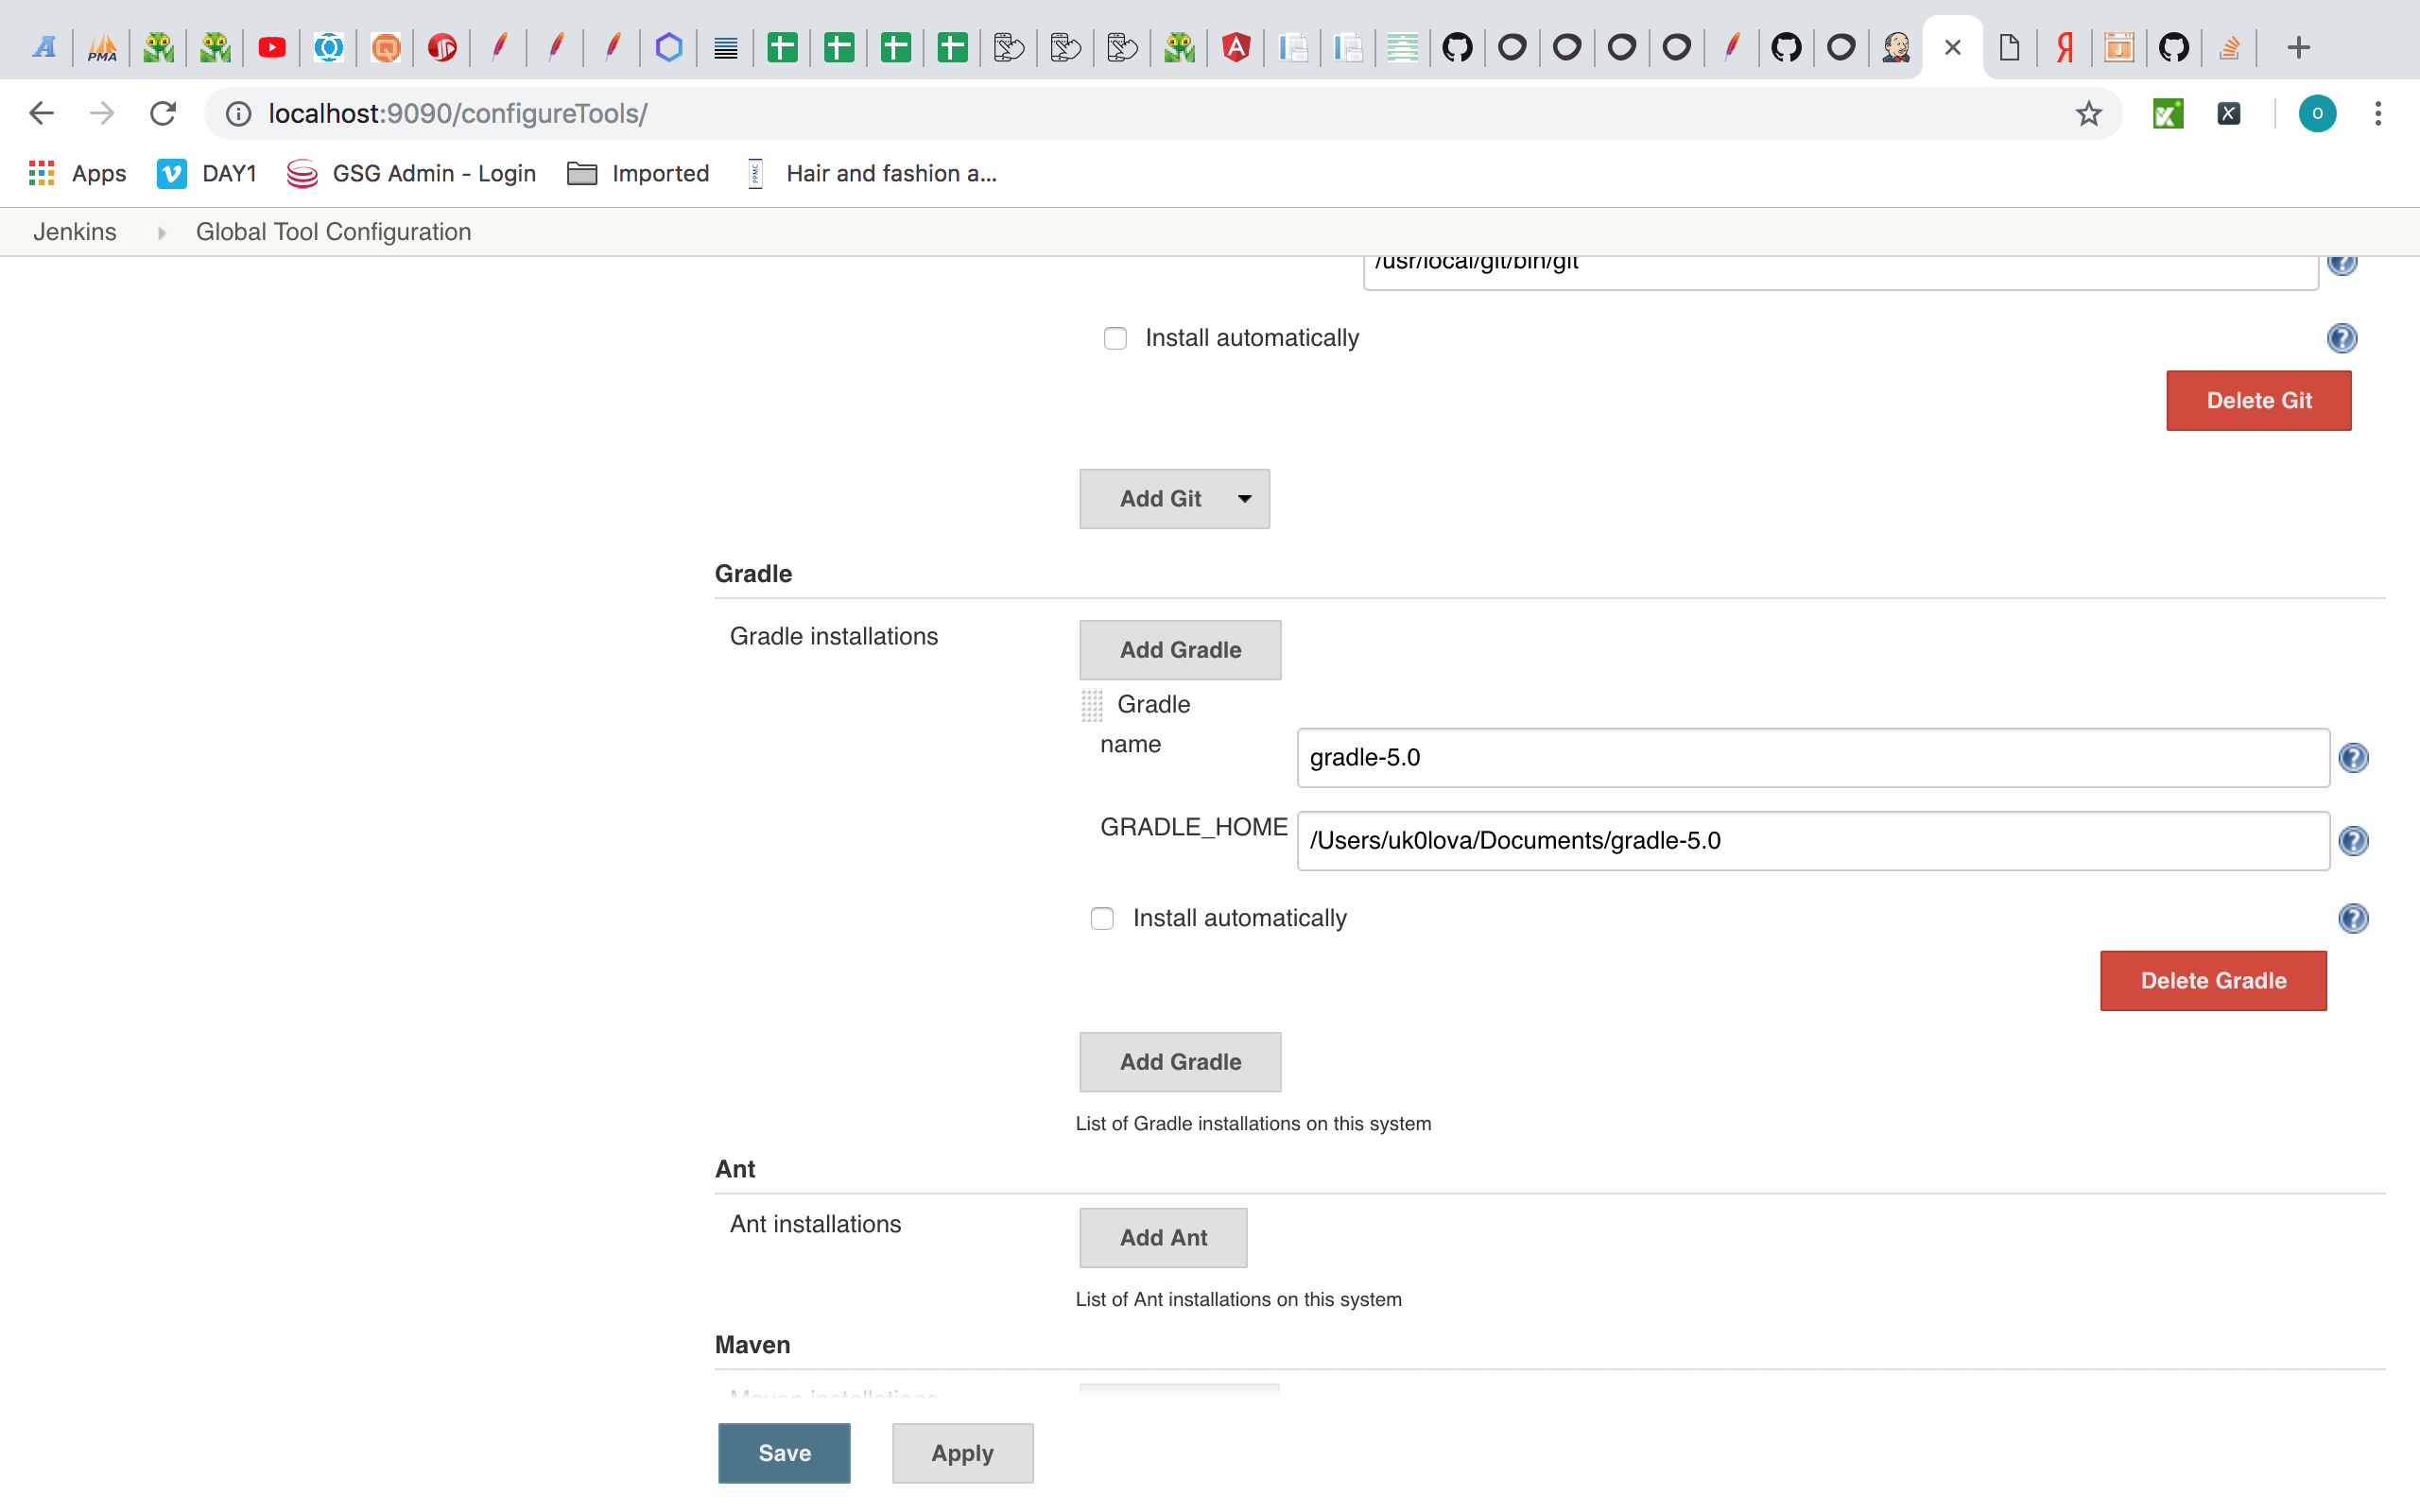 PMA
localhost:9090/configureTools/
Apps
DAY1
GSG Admin - Login
Imported
Hair and fashion a...
Jenkins
Global Tool Configuration
/usr/local/git/bin/git
Install automatically
Delete Git
Add Git
Gradle
Gradle installations
Add Gradle
Gradle
name
gradle-5.0
GRADLE_HOME
/Users/uk0lova/Documents/gradle-5.0
Install automatically
Delete Gradle
Add Gradle
List of Gradle installations on this system
Ant
Ant installations
Add Ant
List of Ant installations on this system
Maven
Maven installations
Save
Apply